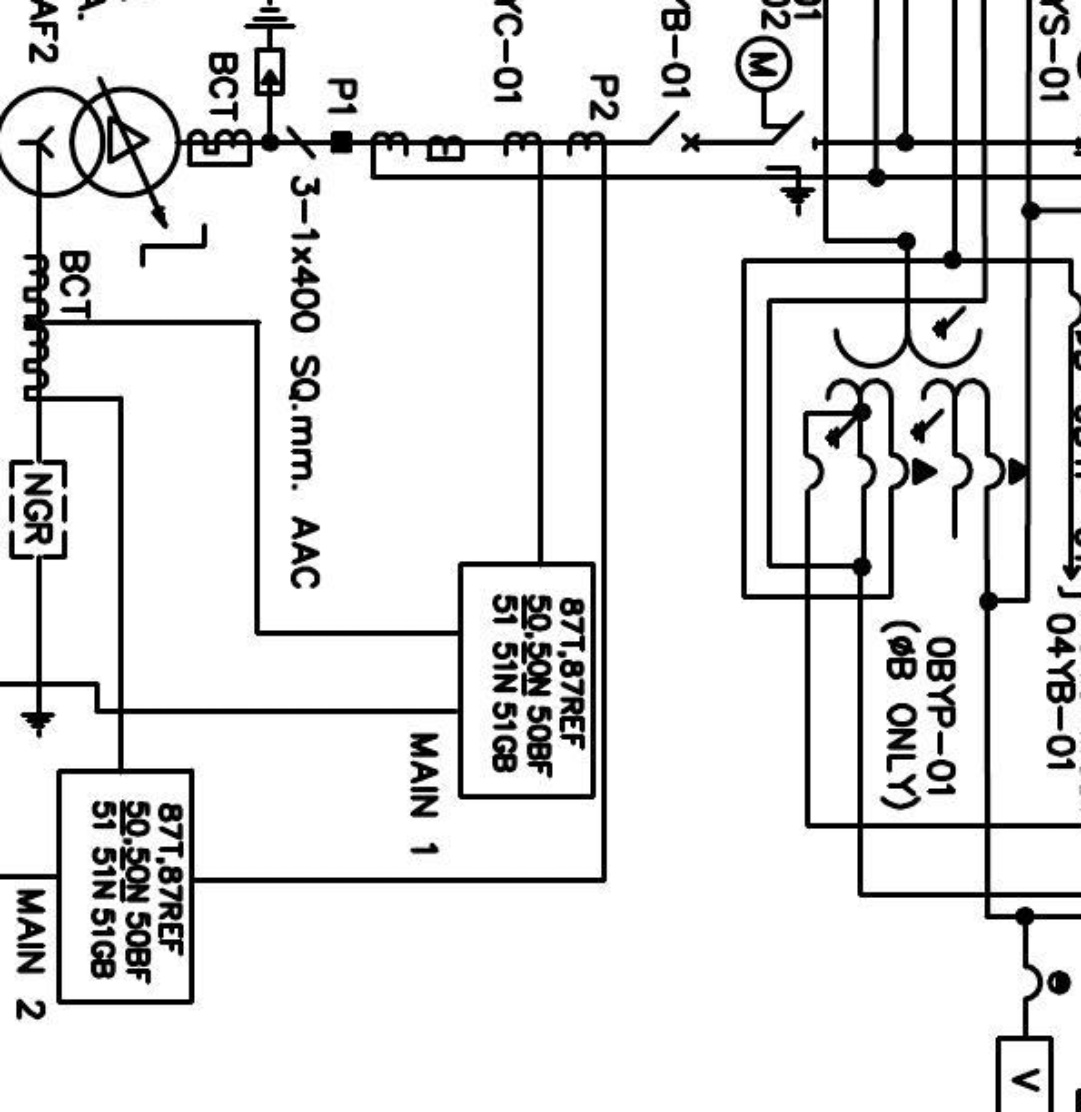 YS-01
01
02
M
YB-01
P2
YC-01
P1
BCT
A.
AF2
3-1x400 SQ.mm. AAC
BCT
NGR
04YB-01
0BYP-01
(øB ONLY)
87T,87REF
50,50N 50BF
51 51N 51GB
MAIN 1
87T,87REF
50,50N 50BF
51 51N 51GB
MAIN 2
V